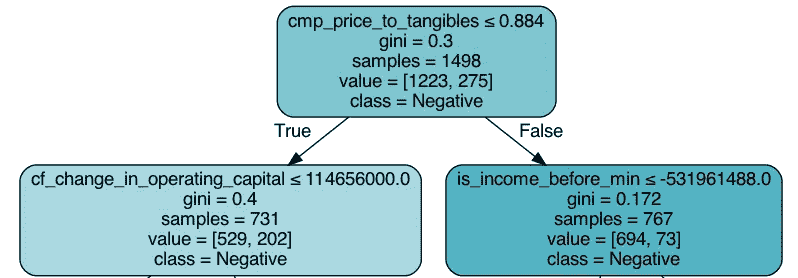 cmp_price_to_tangibles ≤ 0.884
gini = 0.3
samples = 1498
value = [1223, 275]
class = Negative
True
False
cf_change_in_operating_capital ≤ 114656000.0
gini = 0.4
samples = 731
value = [529, 202]
class = Negative
is_income_before_min ≤ -531961488.0
gini = 0.172
samples = 767
value = [694, 73]
class = Negative